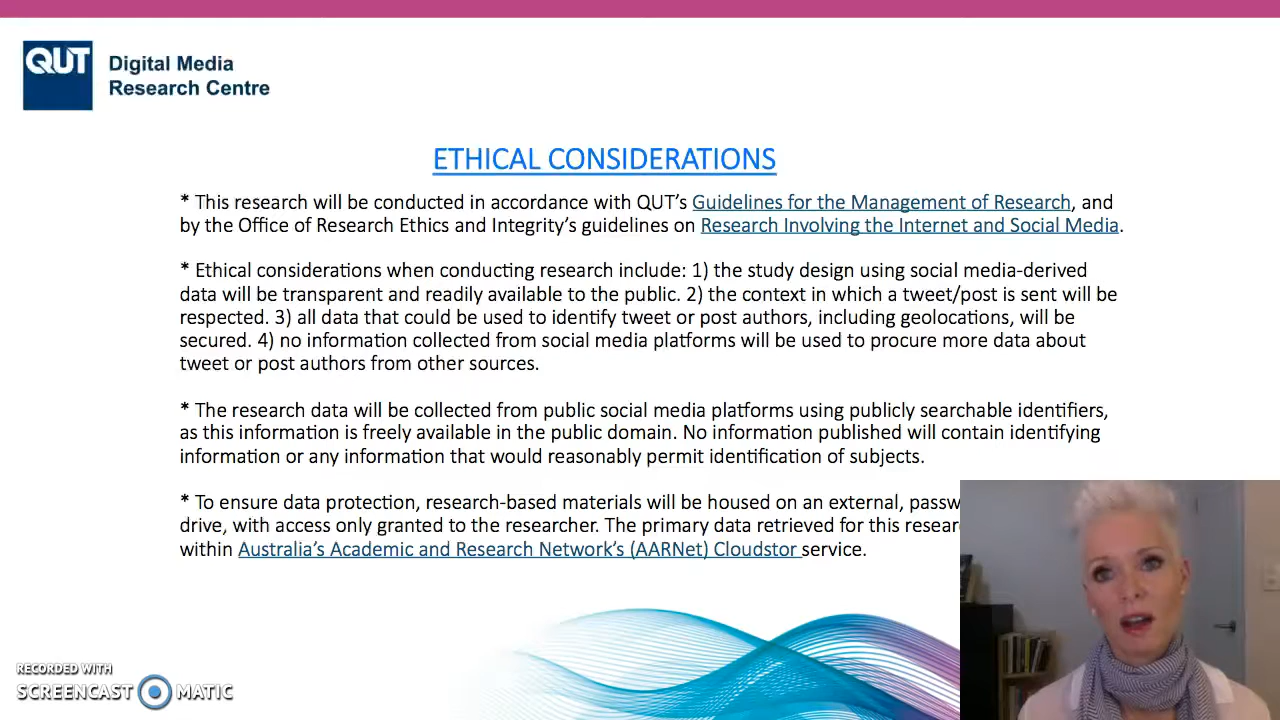 QUT
Digital Media
Research Centre
ETHICAL CONSIDERATIONS
* This research will be conducted in accordance with QUT’s Guidelines for the Management of Research, and
by the Office of Research Ethics and Integrity’s guidelines on Research Involving the Internet and Social Media.
* Ethical considerations when conducting research include: 1) the study design using social media-derived
data will be transparent and readily available to the public. 2) the context in which a tweet/post is sent will be
respected. 3) all data that could be used to identify tweet or post authors, including geolocations, will be
secured. 4) no information collected from social media platforms will be used to procure more data about
tweet or post authors from other sources.
* The research data will be collected from public social media platforms using publicly searchable identifiers,
as this information is freely available in the public domain. No information published will contain identifying
information or any information that would reasonably permit identification of subjects.
* To ensure data protection, research-based materials will be housed on an external,
drive, with access only granted to the researcher. The primary data retrieved for this
within Australia’s Academic and Research Network’s (AARNet) Cloudstor service.
RECORDED WITH
SCREENCAST MATIC